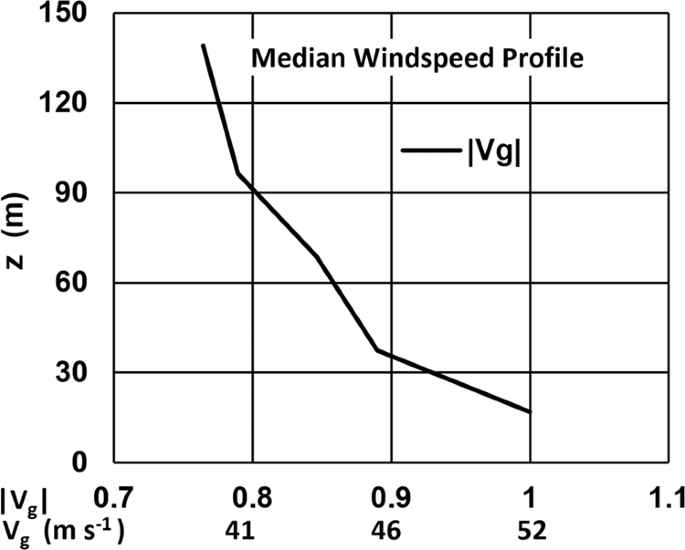 150
Median Windspeed Profile
120
|Vg|
90
z (m)
60
30
0
|Vg| 0.7 0.8 0.9 1 1.1
Vg (m s-1) 41 46 52